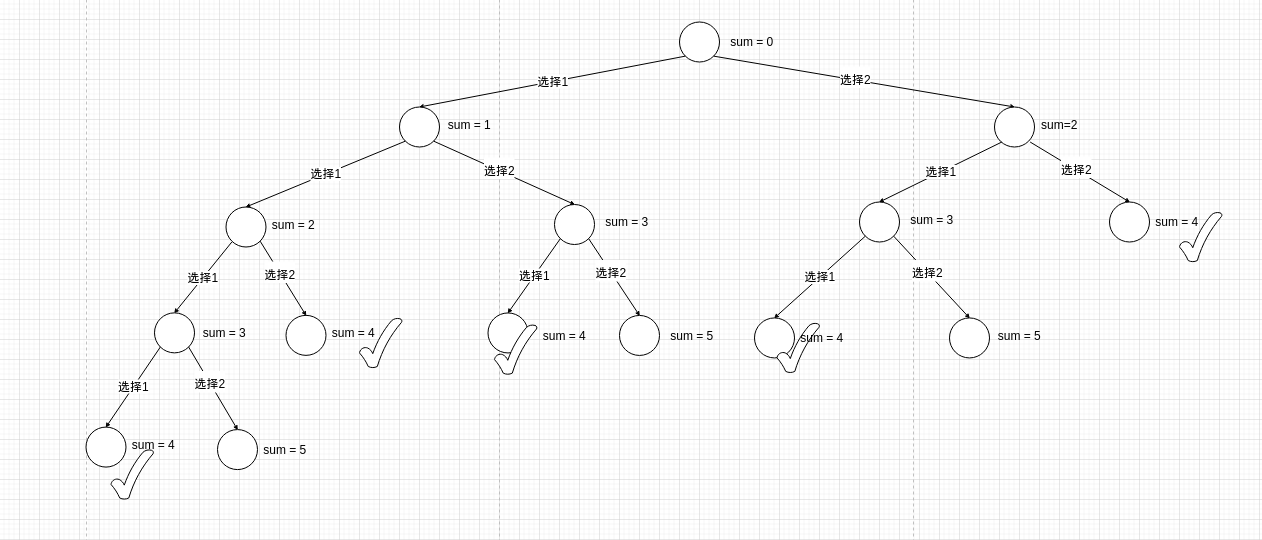 sum = 0
选择1
选择2
sum = 1
sum=2
选择1
选择2
选择1
选择2
sum = 2
sum = 3
sum = 3
sum = 4
选择1
选择2
选择1
选择2
选择1
选择2
sum = 3
sum = 4
sum = 4
sum = 5
sum = 4
sum = 5
选择1
选择2
sum = 4
sum = 5